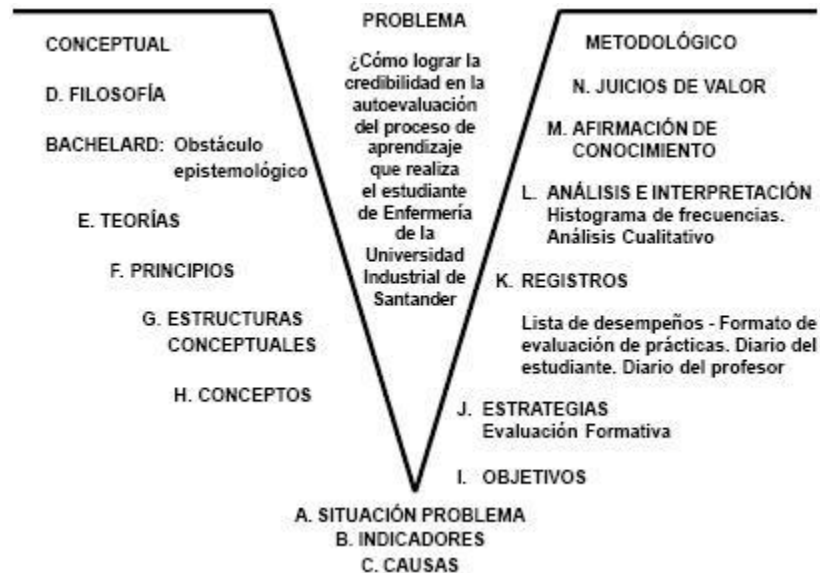 CONCEPTUAL
D. FILOSOFÍA
BACHELARD: Obstáculo
epistemológico
E. TEORÍAS
F. PRINCIPIOS
G. ESTRUCTURAS
CONCEPTUALES
H. CONCEPTOS
PROBLEMA
¿Cómo lograr la
credibilidad en la
autoevaluación
del proceso de
aprendizaje
que realiza
el estudiante
de Enfermería
de la
Universidad
Industrial de
Santander
METODOLÓGICO
N. JUICIOS DE VALOR
M. AFIRMACIÓN DE
CONOCIMIENTO
L. ANÁLISIS E INTERPRETACIÓN
Histograma de frecuencias.
Análisis Cualitativo
K. REGISTROS
Lista de desempeños - Formato de
evaluación de prácticas. Diario del
estudiante. Diario del profesor
J. ESTRATEGIAS
Evaluación Formativa
I. OBJETIVOS
A. SITUACIÓN PROBLEMA
B. INDICADORES
C. CAUSAS